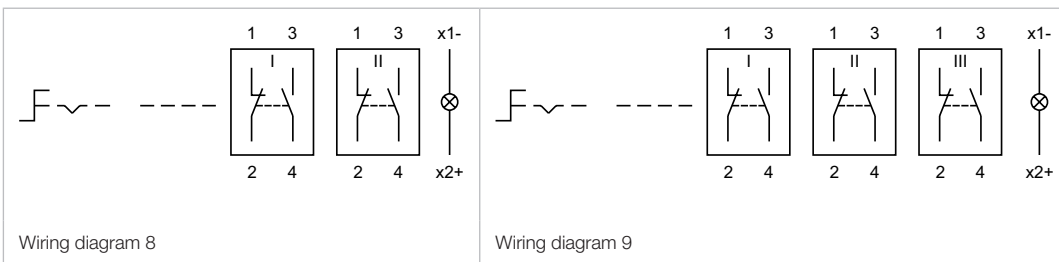 1 3 1 3 x1-
I II
2 4 2 4 x2+
Wiring diagram 8
1 3 1 3 1 3 x1-
I II III
2 4 2 4 2 4 x2+
Wiring diagram 9